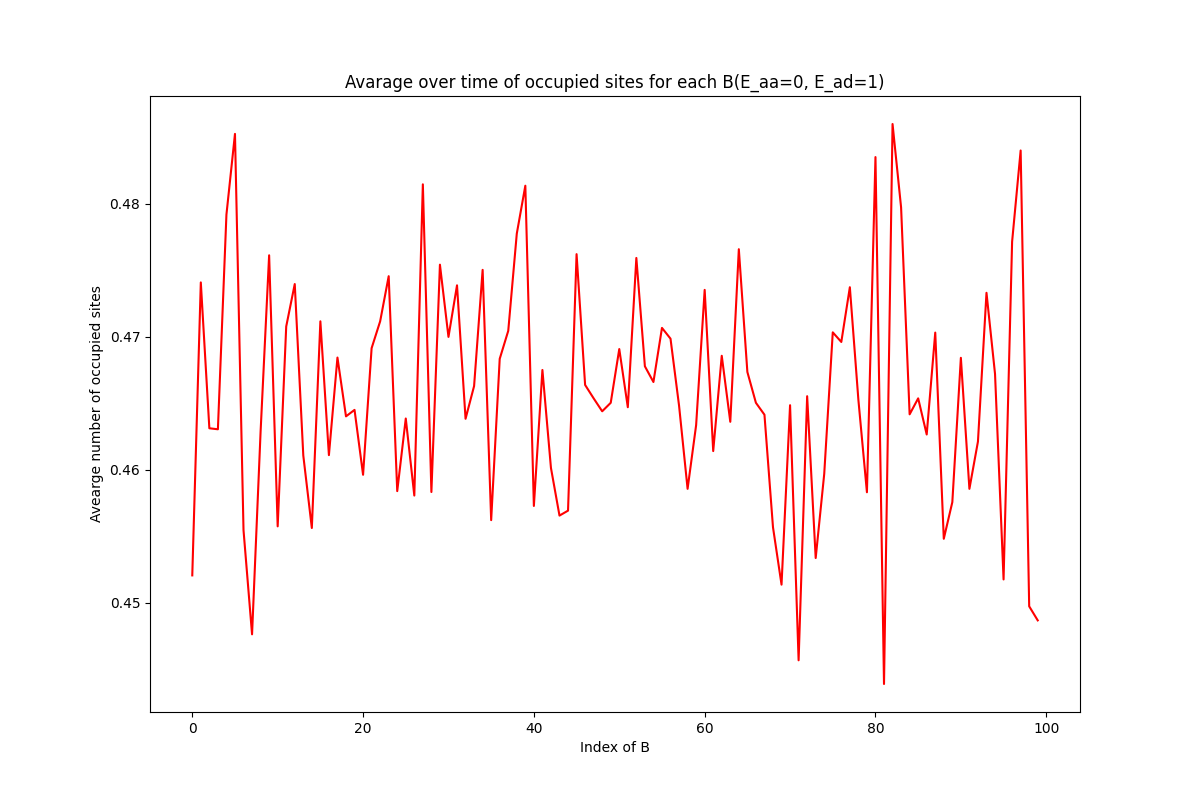 Avarage over time of occupied sites for each B(E_aa=0, E_ad=1)
0.48
0.47
0.46
0.45
Avearge number of occupied sites
0 20 40 60 80 100
Index of B